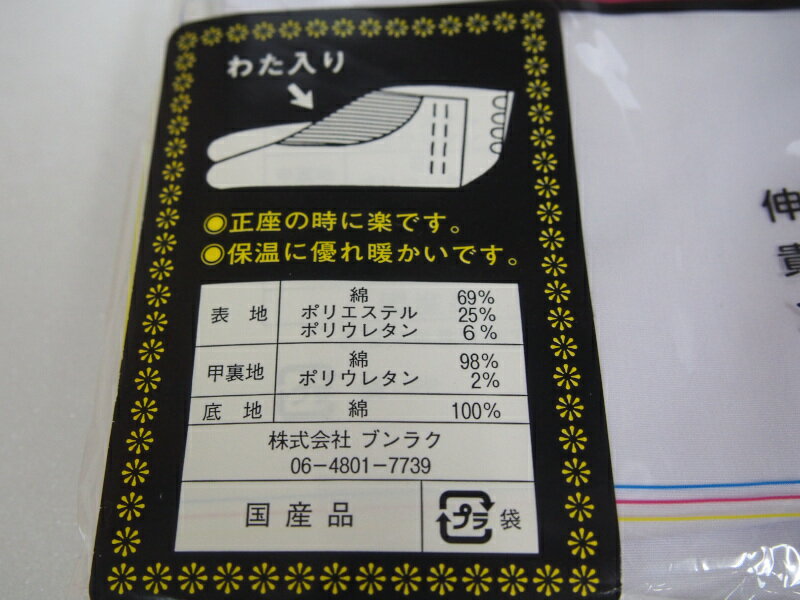 わた入り
◉正座の時に楽です。
◉保温に優れ暖かいです。
表地 綿 69%
ポリエステル 25%
ポリウレタン 6%
甲裏地 綿 98%
ポリウレタン 2%
底地 綿 100%
株式会社 ブンラク
06-4801-7739
国産品 プラ 袋
伸
貴